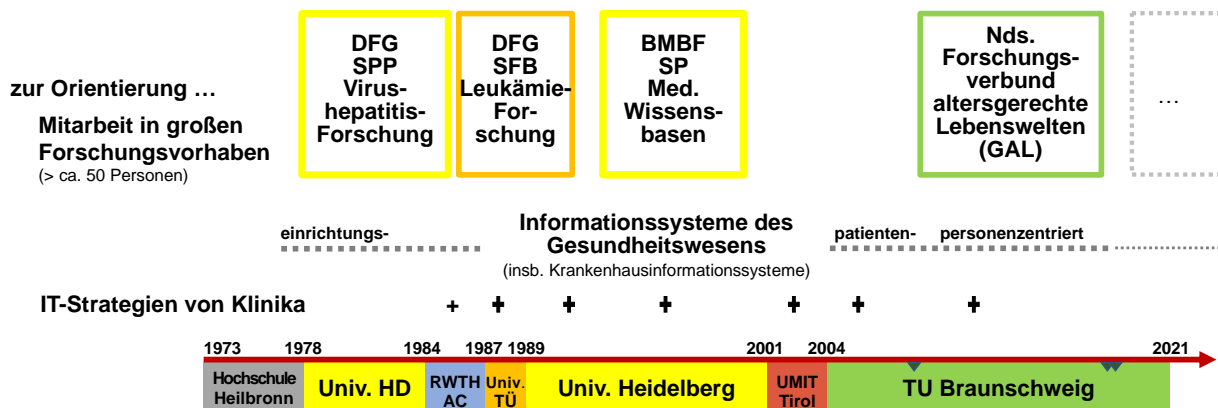 zur Orientierung …
Mitarbeit in großen
Forschungsvorhaben
(> ca. 50 Personen)
DFG
SPP
Virus-
hepatitis-
Forschung
DFG
SFB
Leukämie-
For-
schung
BMBF
SP
Med.
Wissens-
basen
Nds.
Forschungs-
verbund
altersgerechte
Lebenswelten
(GAL)
…
einrichtungs-
Informationssysteme des
Gesundheitswesens
(insb. Krankenhausinformationssysteme)
patienten- personenzentriert
IT-Strategien von Klinika + + + + + + +
1973 1978 1984 1987 1989 2001 2004 2021
Hochschule
Heilbronn
Univ. HD
RWTH
AC
Univ.
TÜ
Univ. Heidelberg
UMIT
Tirol
TU Braunschweig